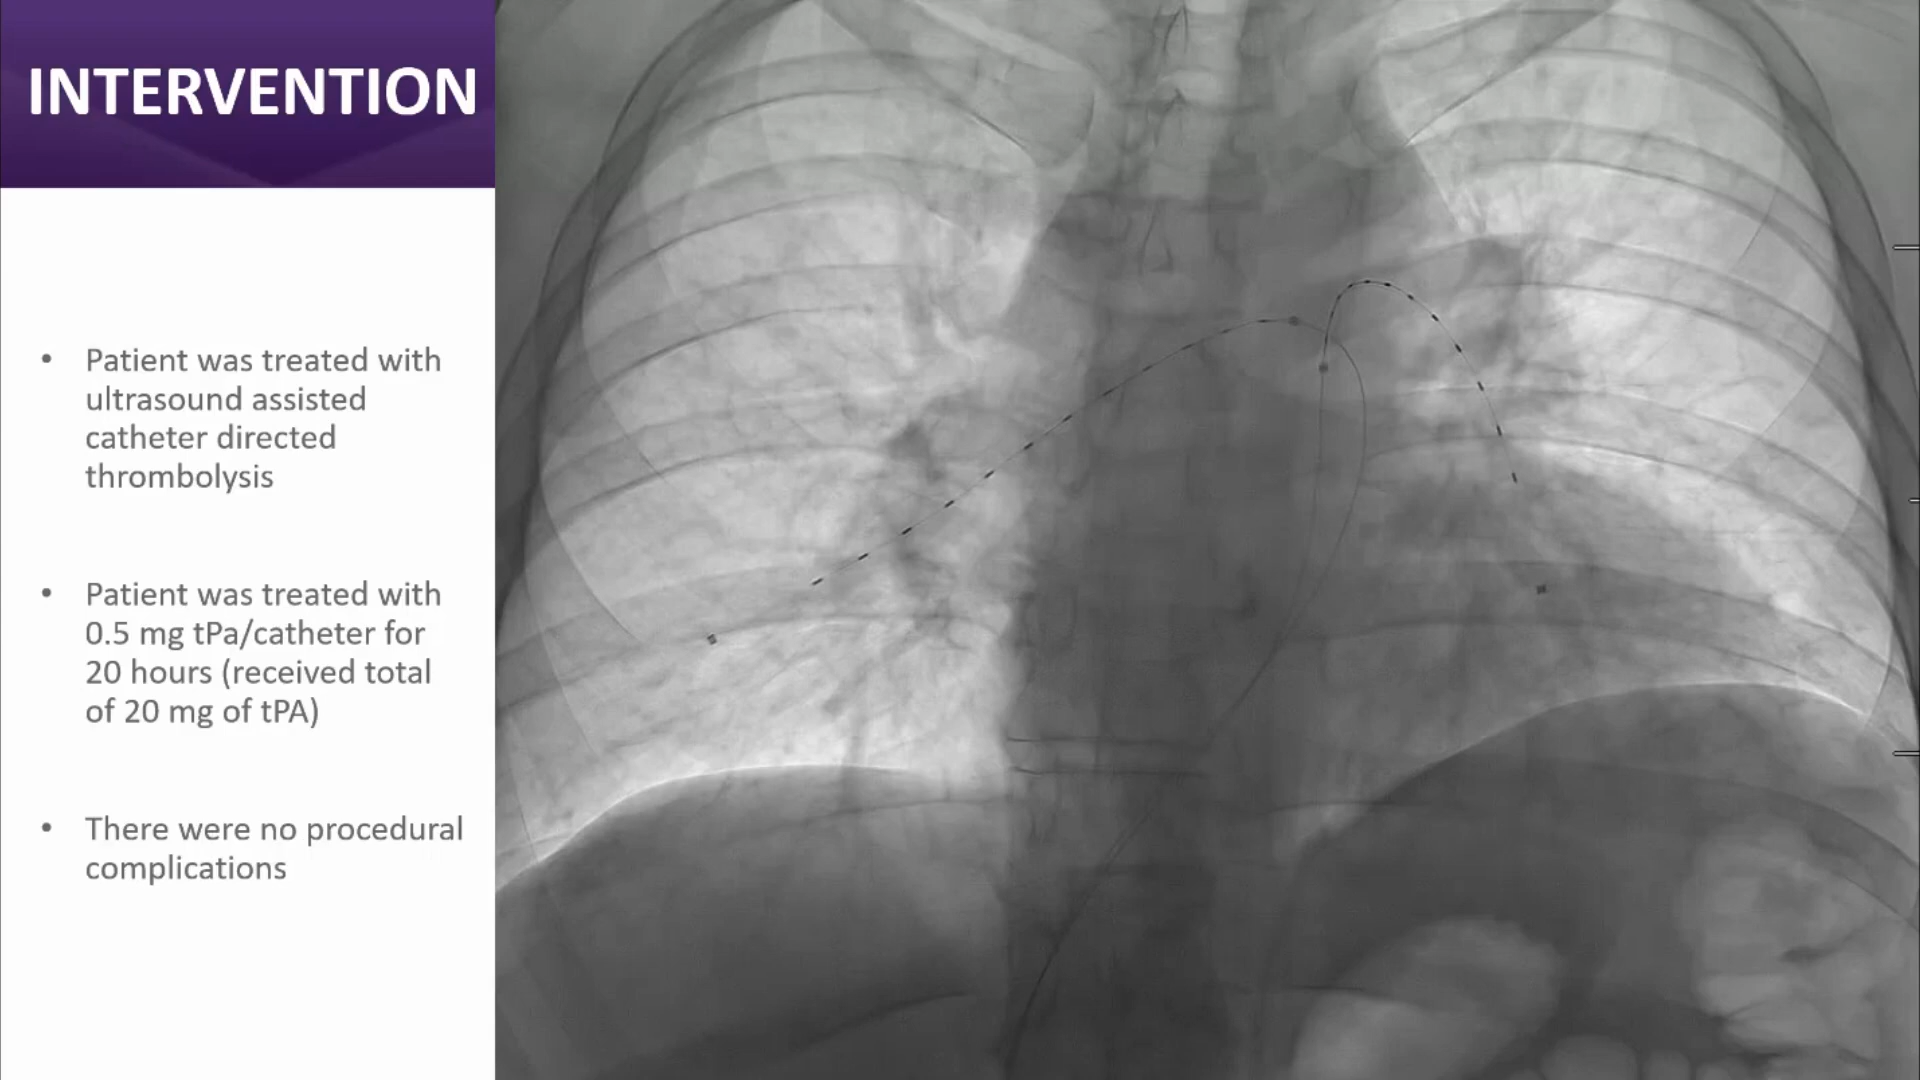 INTERVENTION
• Patient was treated with
ultrasound assisted
catheter directed
thrombolysis
• Patient was treated with
0.5 mg tPa/catheter for
20 hours (received total
of 20 mg of tPA)
• There were no procedural
complications